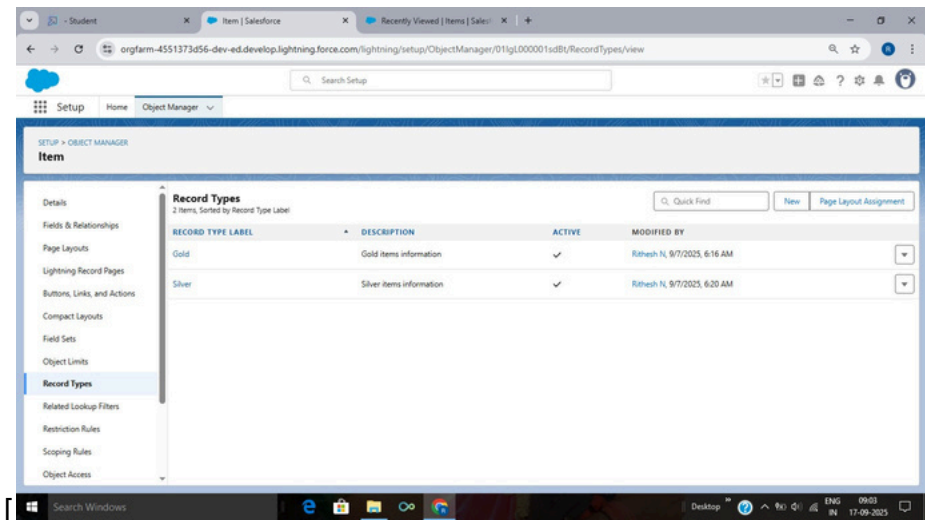 - Student
Item | Salesforce
Recently Viewed | Items | Sales
orgfarm-4551373d56-dev-ed.develop.lightning.force.com/lightning/setup/ObjectManager/01IgL000001sdBt/RecordTypes/view
Search Setup
Setup Home Object Manager
SETUP > OBJECT MANAGER
Item
Details
Fields & Relationships
Page Layouts
Lightning Record Pages
Buttons, Links, and Actions
Compact Layouts
Field Sets
Object Limits
Record Types
Related Lookup Filters
Restriction Rules
Scoping Rules
Object Access
Record Types
2 Items, Sorted by Record Type Label
Quick Find New Page Layout Assignment
RECORD TYPE LABEL DESCRIPTION ACTIVE MODIFIED BY
Gold Gold items information Rithesh N, 9/7/2025, 6:16 AM
Silver Silver items information Rithesh N, 9/7/2025, 6:20 AM
Search Windows
Desktop
ENG 09:03
IN 17-09-2025